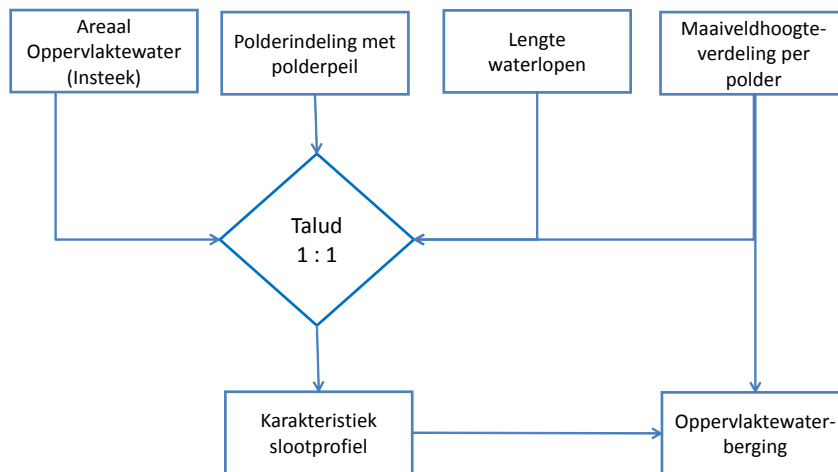 Areaal
Oppervlaktewater
(Insteek)
Polderindeling met
polderpeil
Lengte
waterlopen
Maaiveldhoogte-
verdeling per
polder
Talud
1 : 1
Karakteristiek
slootprofiel
Oppervlaktewater-
berging